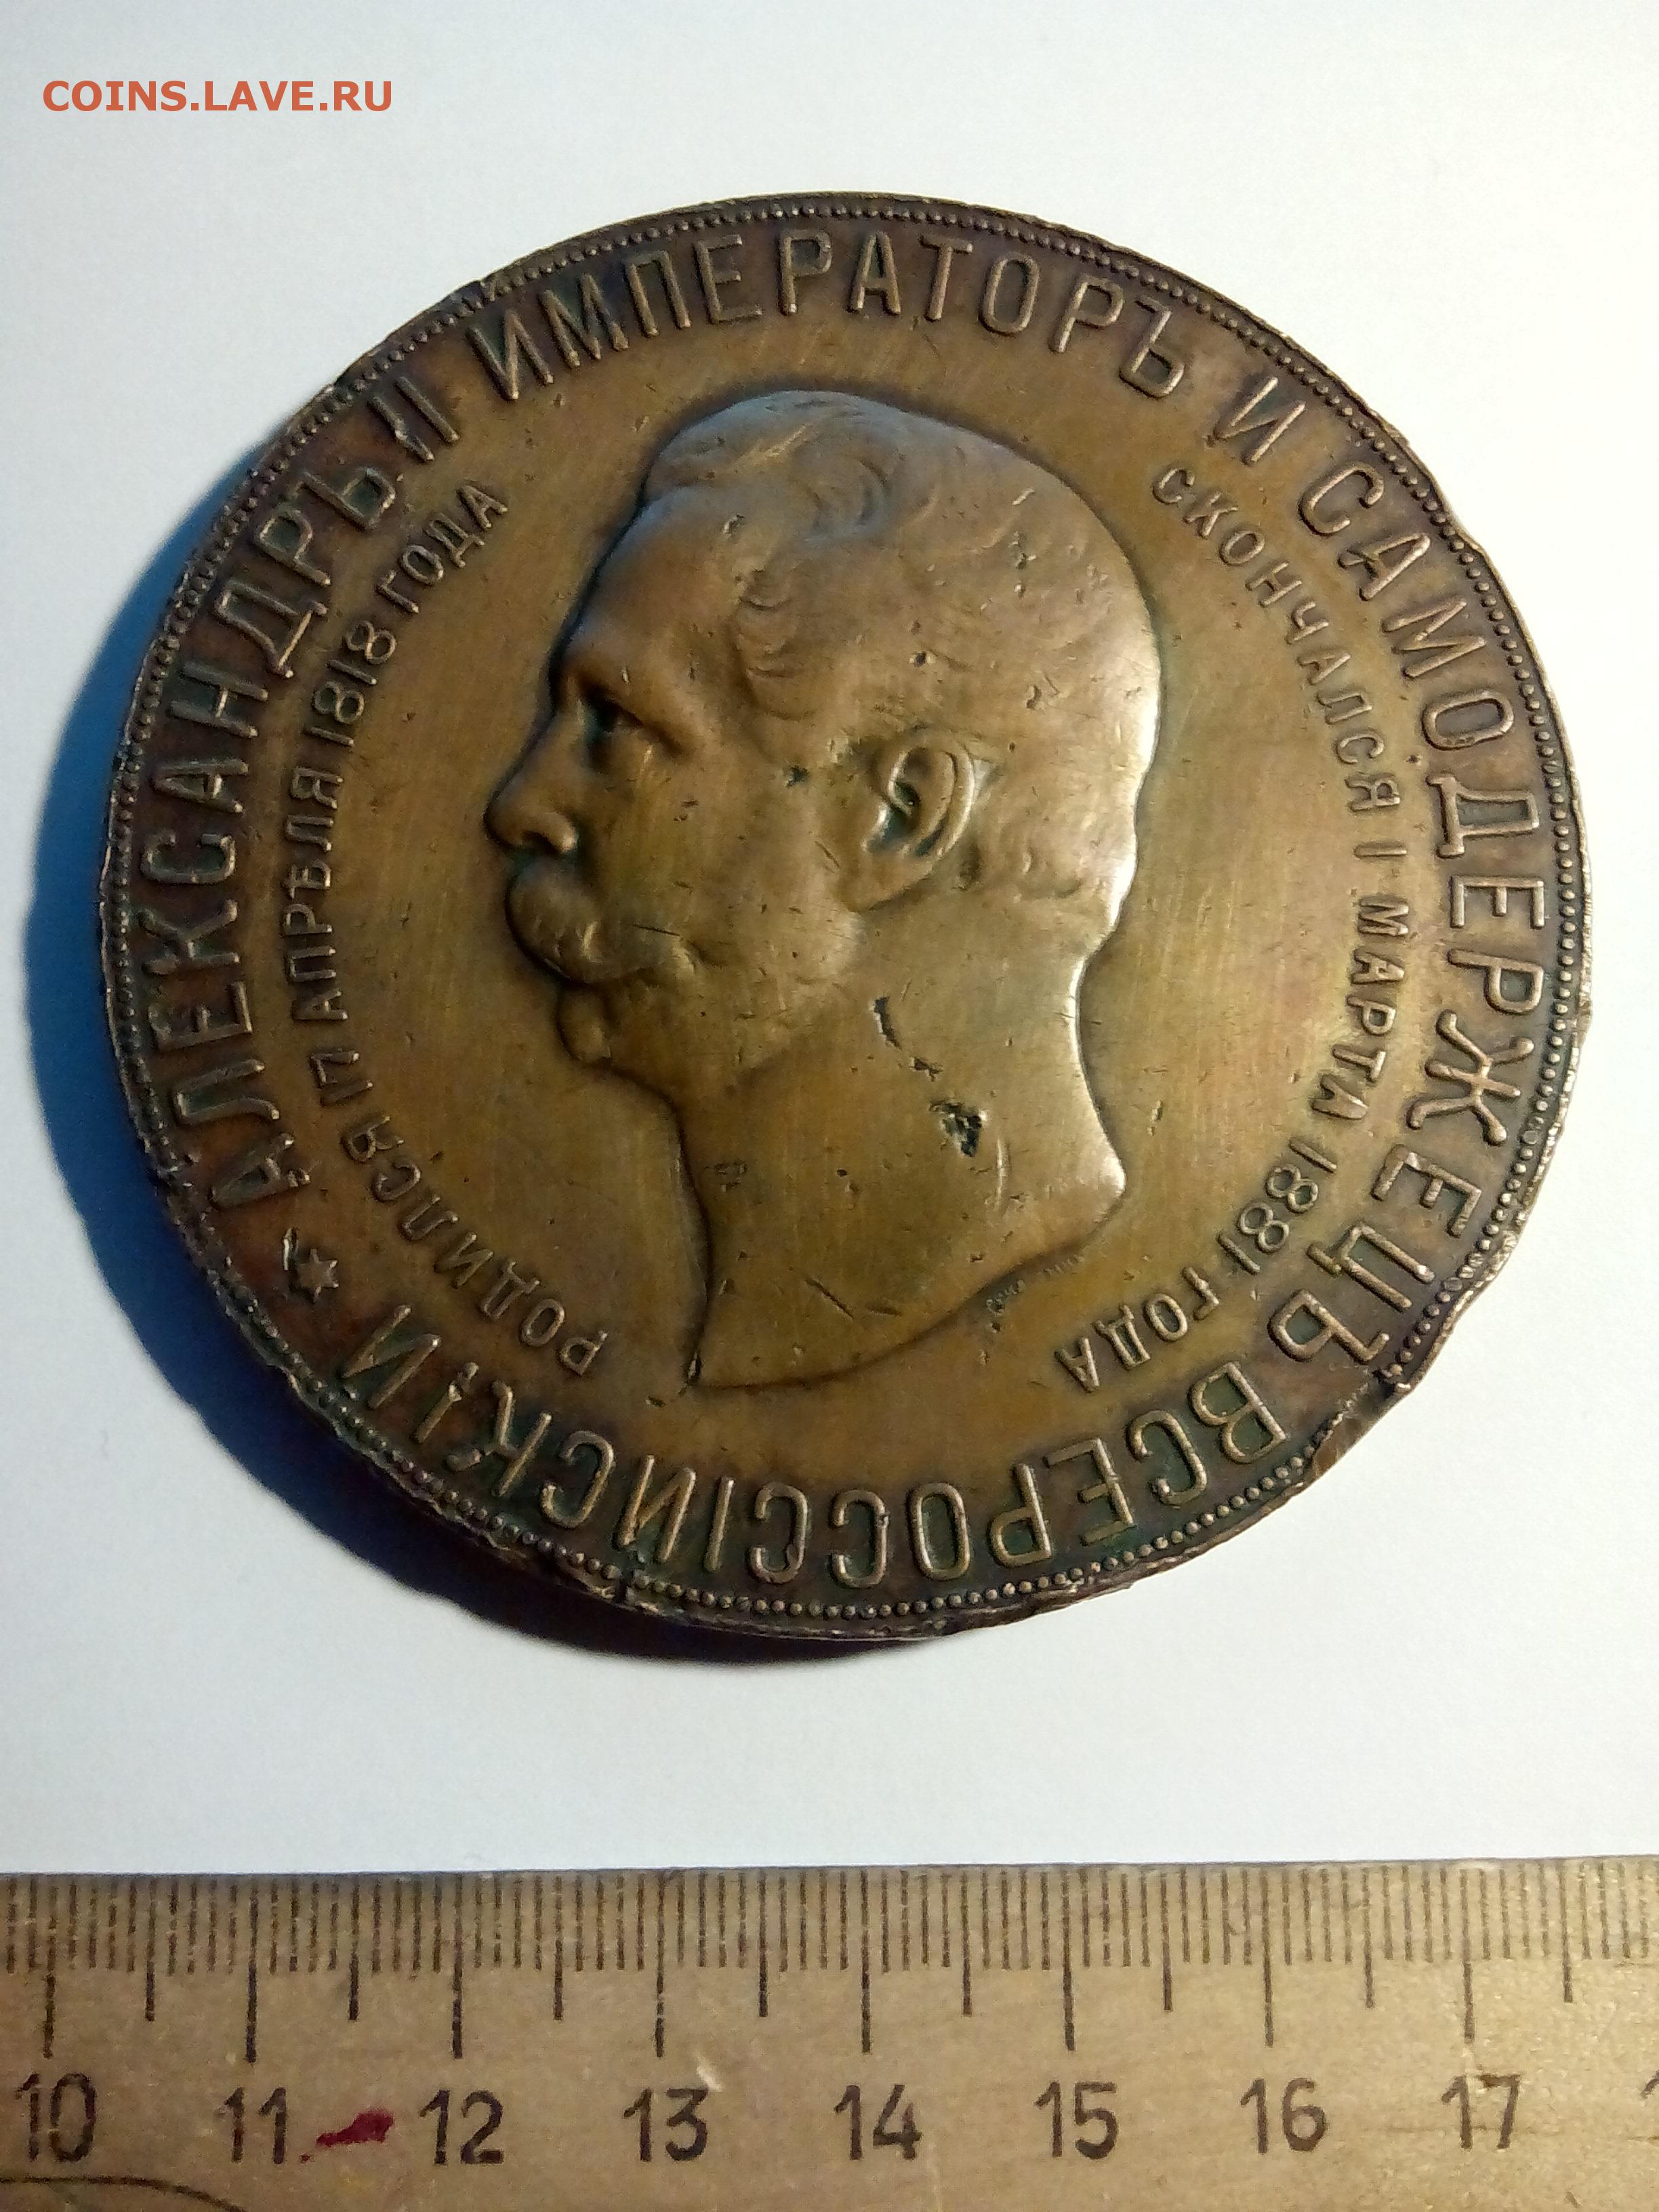 COINS.LAVE.RU
АЛЕКСАНДРЪ II ИМПЕРАТОРЪ И САМОДЕРЖЕЦЪ ВСЕРОССІЙСКІЙ
РОДИЛСЯ 17 АПРѢЛЯ 1818 ГОДА
СКОНЧАЛСЯ 1 МАРТА 1881 ГОДА
10 11 12 13 14 15 16 17